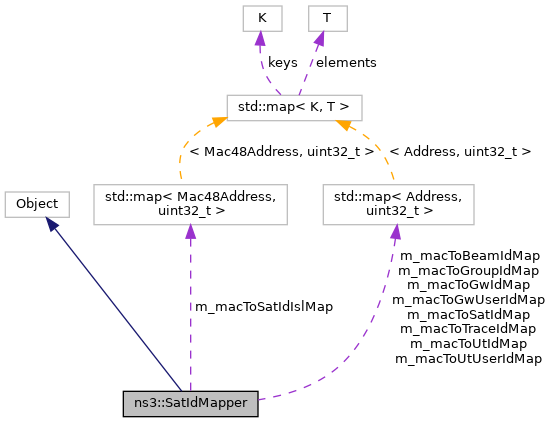 K
T
keys
elements
std::map< K, T >
< Mac48Address, uint32_t >
< Address, uint32_t >
Object
std::map< Mac48Address,
uint32_t >
std::map< Address,
uint32_t >
m_macToSatIdIslMap
m_macToBeamIdMap
m_macToGroupIdMap
m_macToGwIdMap
m_macToGwUserIdMap
m_macToSatIdMap
m_macToTraceIdMap
m_macToUtIdMap
m_macToUtUserIdMap
ns3::SatIdMapper